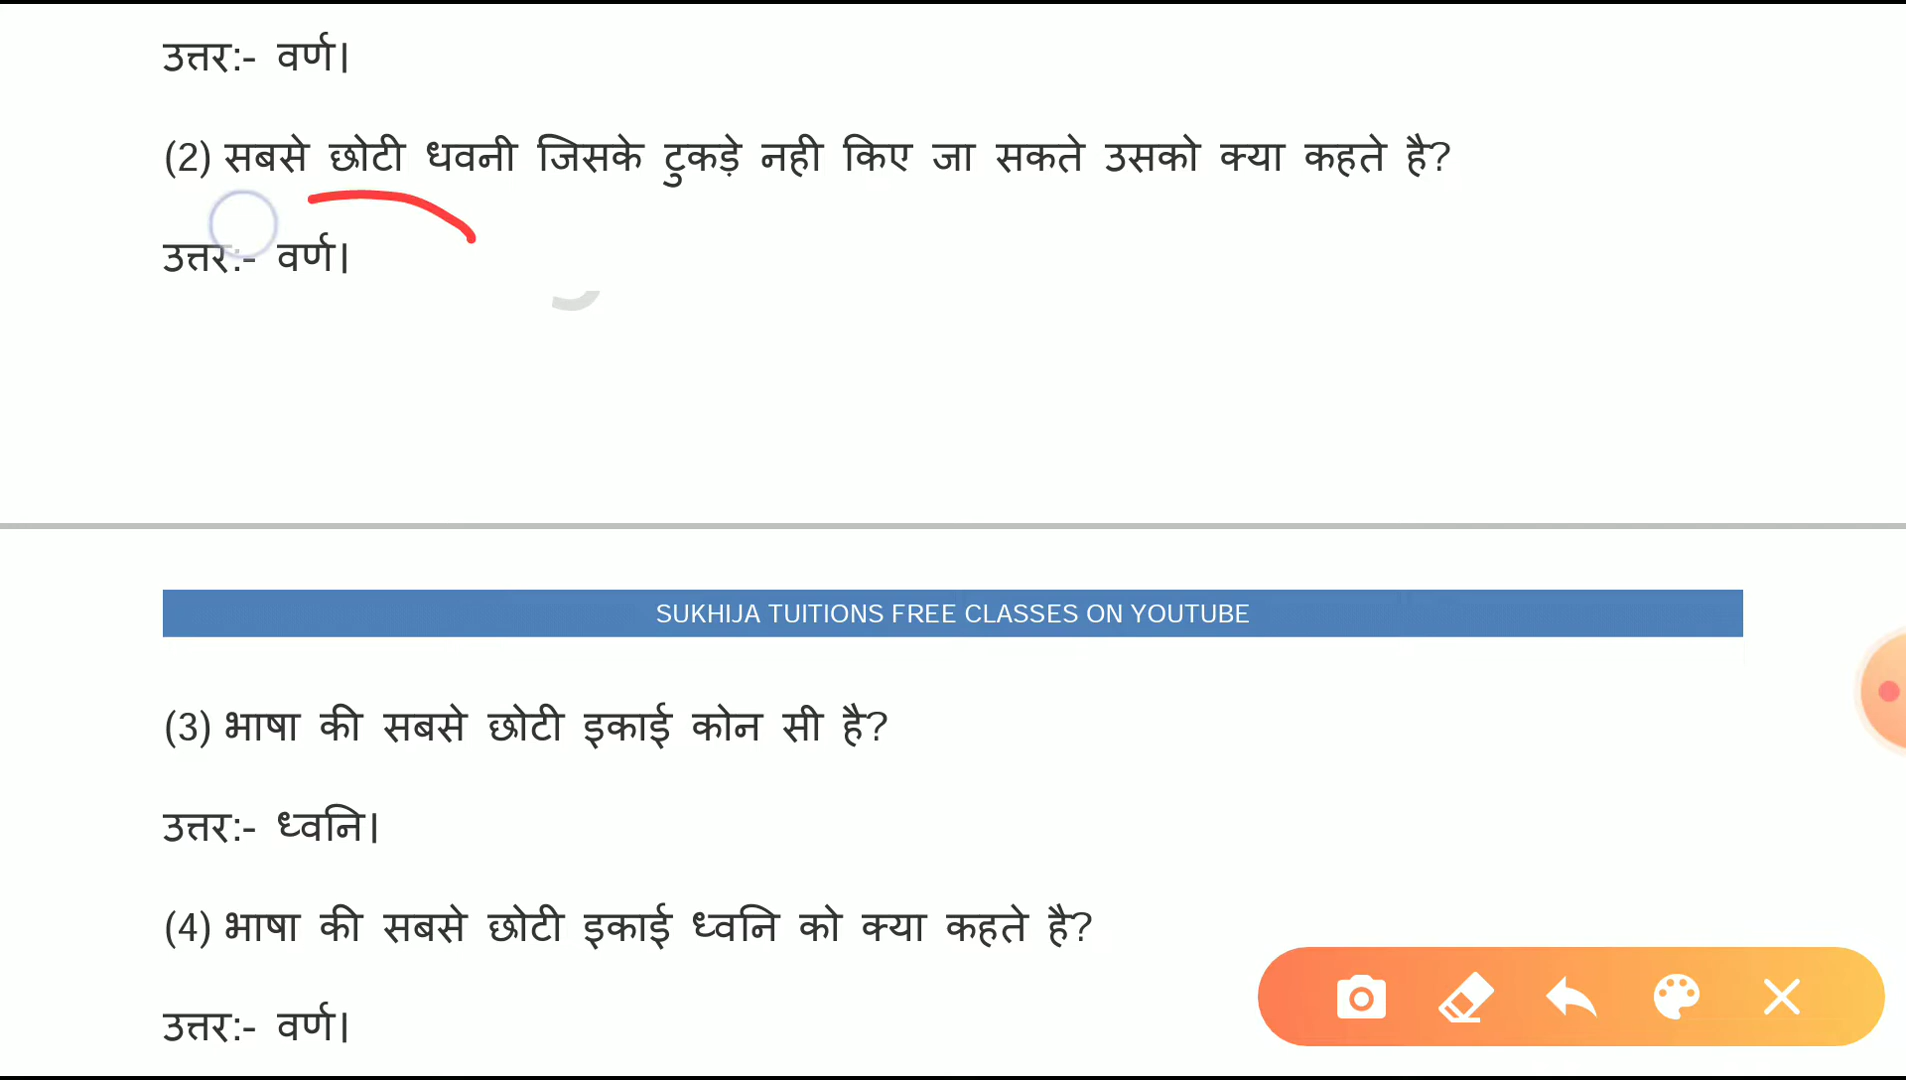 उत्तर:- वर्ण।
(2) सबसे छोटी धवनी जिसके टुकड़े नही किए जा सकते उसको क्या कहते है?
उत्तर:- वर्ण।
SUKHIJA TUITIONS FREE CLASSES ON YOUTUBE
(3) भाषा की सबसे छोटी इकाई कोन सी है?
उत्तर:- ध्वनि।
(4) भाषा की सबसे छोटी इकाई ध्वनि को क्या कहते है?
उत्तर:- वर्ण।